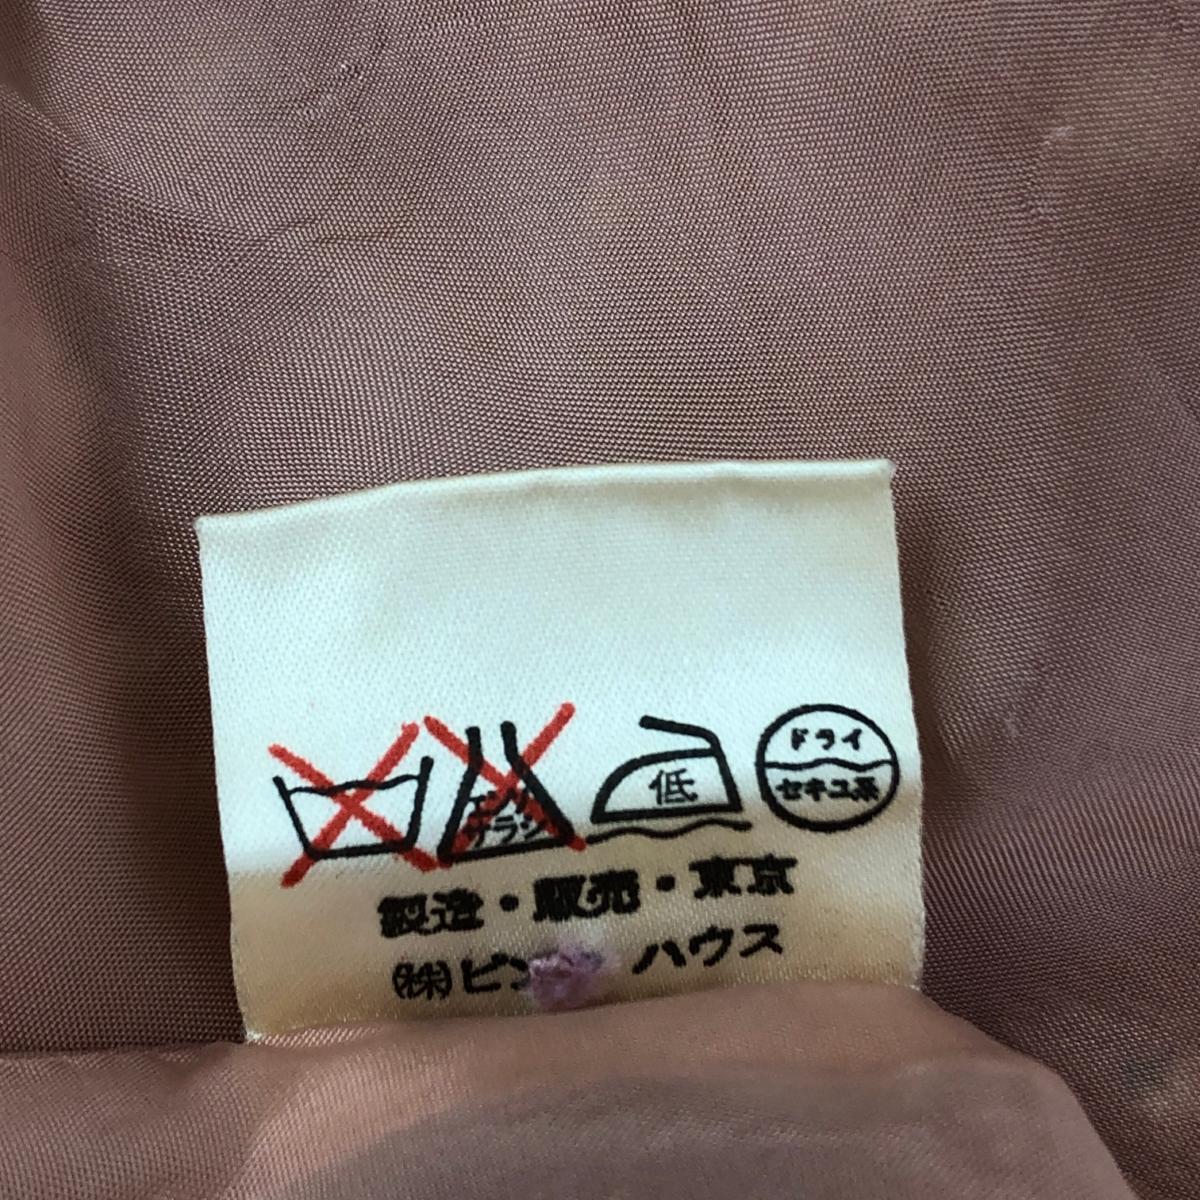 エンソ
サラシ
低
ドライ
セキユ系
製造・販売・東京
㈱ピン ハウス